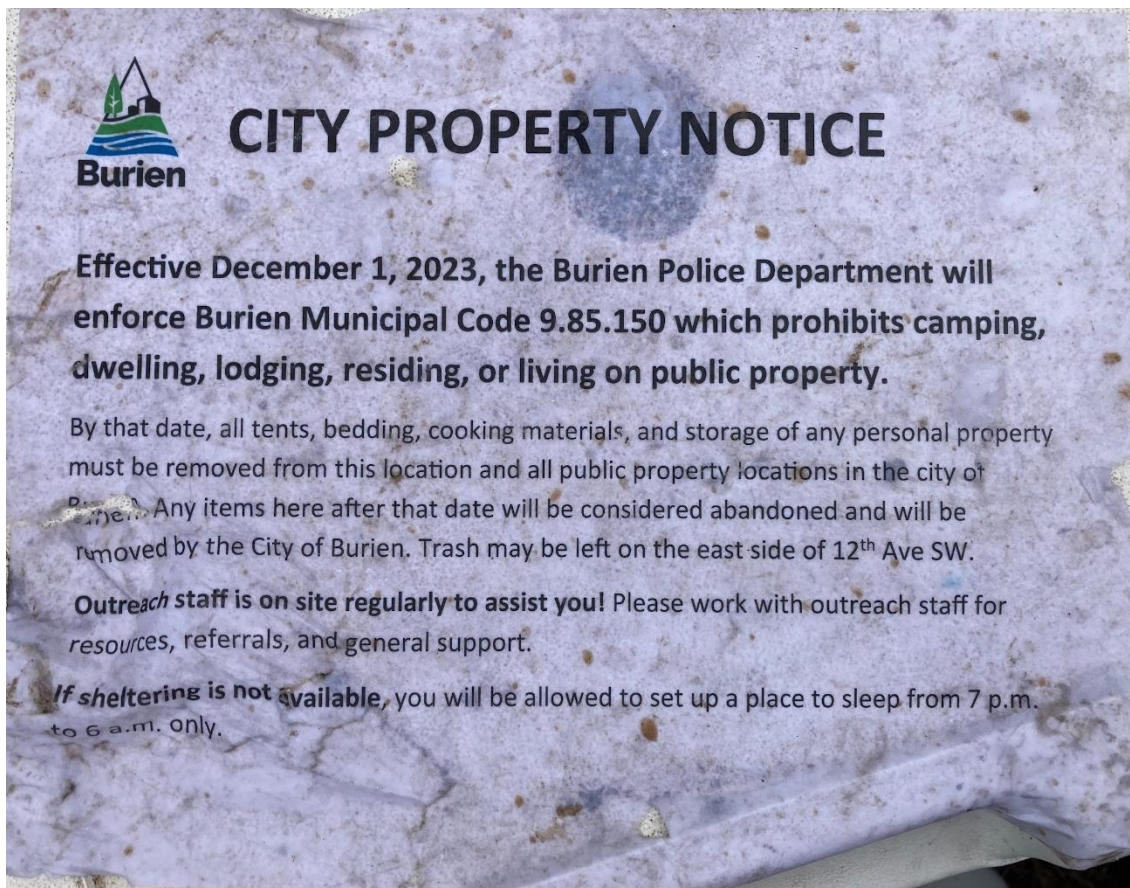 Burien
CITY PROPERTY NOTICE
Effective December 1, 2023, the Burien Police Department will
enforce Burien Municipal Code 9.85.150 which prohibits camping,
dwelling, lodging, residing, or living on public property.
By that date, all tents, bedding, cooking materials, and storage of any personal property
must be removed from this location and all public property locations in the city of
Burien. Any items here after that date will be considered abandoned and will be
removed by the City of Burien. Trash may be left on the east side of 12th Ave SW.
Outreach staff is on site regularly to assist you! Please work with outreach staff for
resources, referrals, and general support.
If sheltering is not available, you will be allowed to set up a place to sleep from 7 p.m.
to 6 a.m. only.